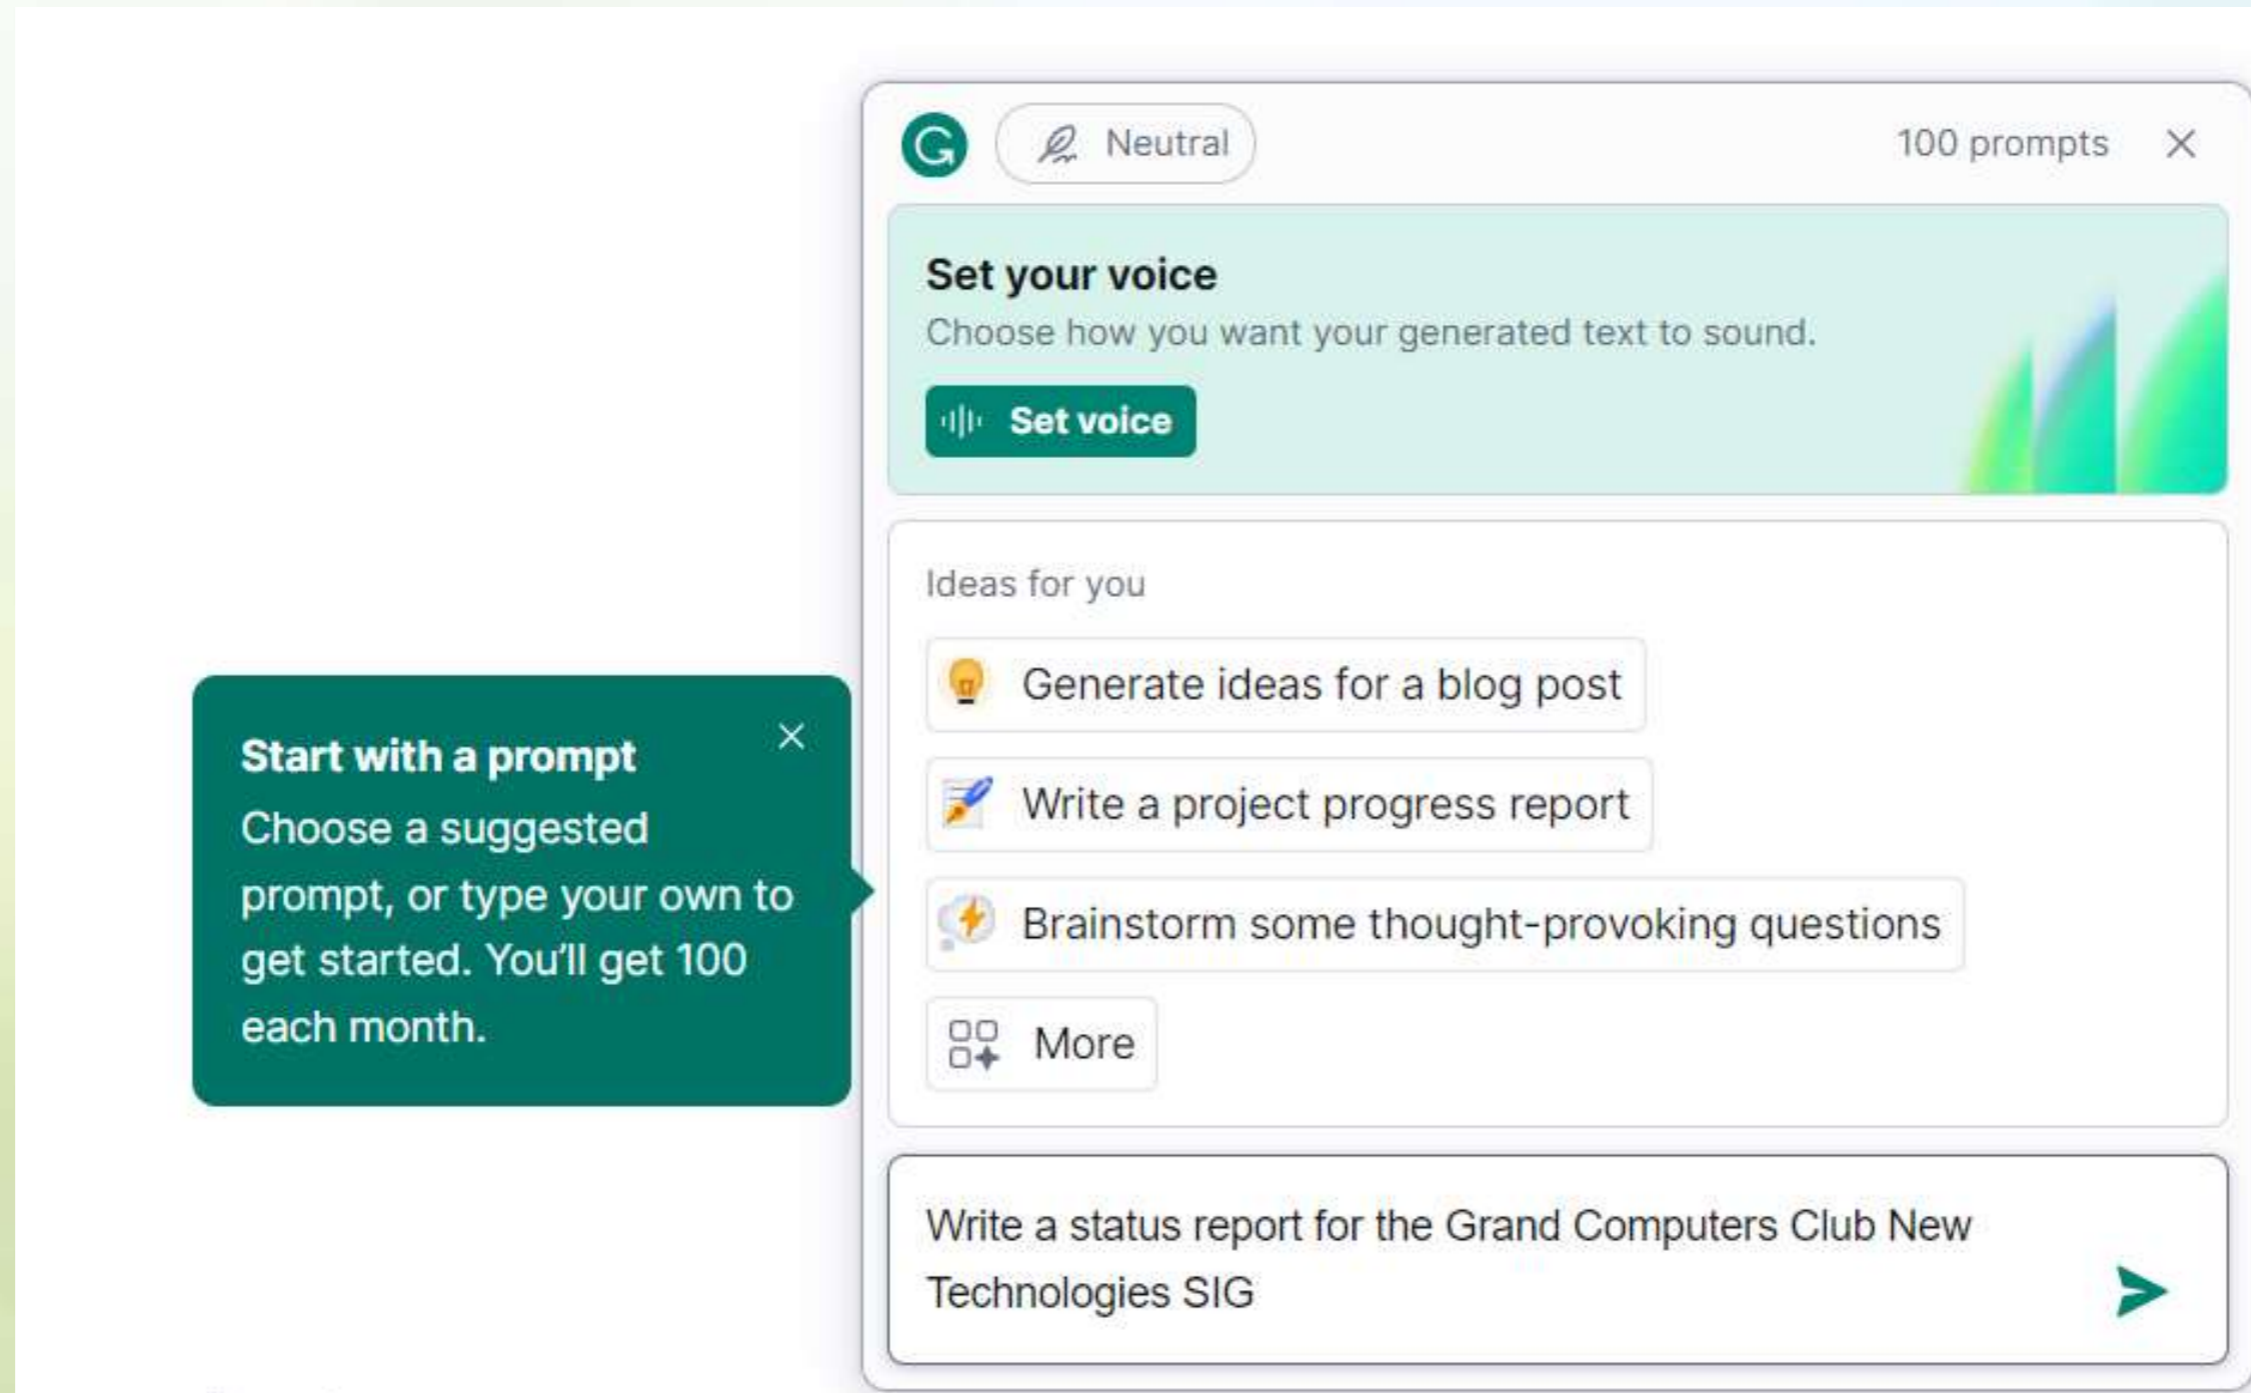 Neutral
100 prompts
Set your voice
Choose how you want your generated text to sound.
Set voice
Ideas for you
Generate ideas for a blog post
Write a project progress report
Brainstorm some thought-provoking questions
More
Start with a prompt
Choose a suggested
prompt, or type your own to
get started. You'll get 100
each month.
Write a status report for the Grand Computers Club New
Technologies SIG